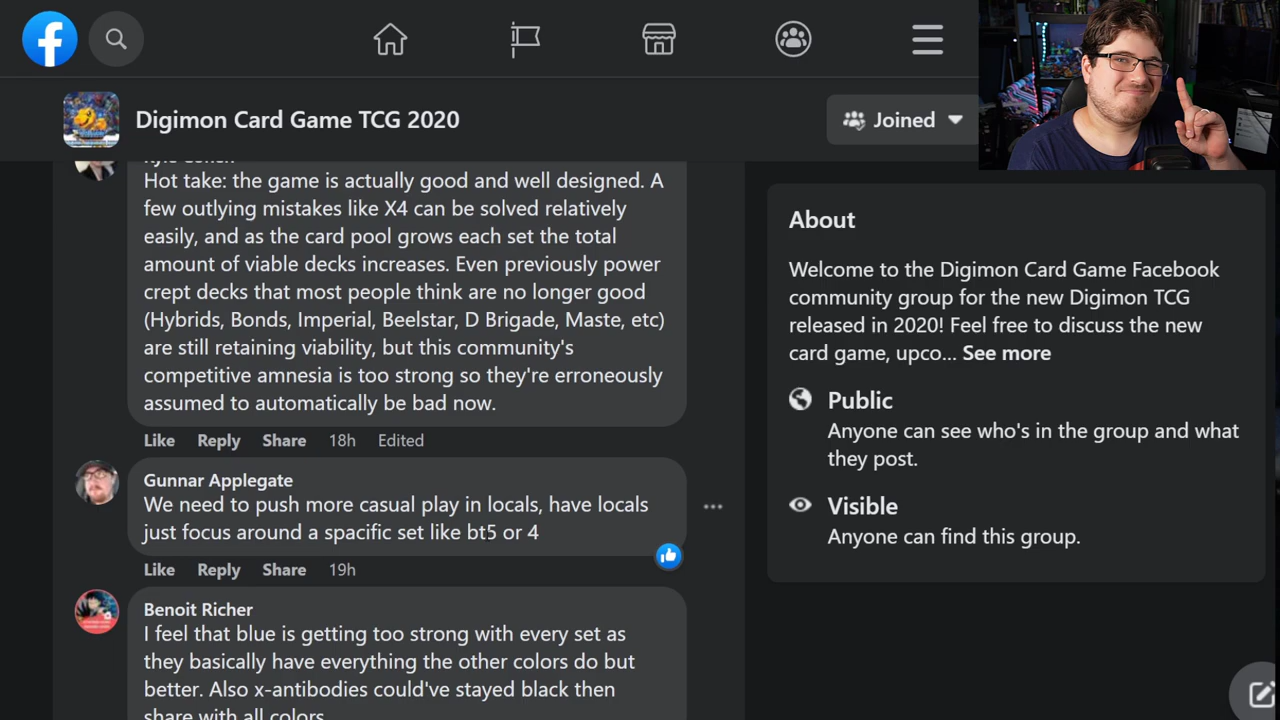 Digimon Card Game TCG 2020
Joined
Hot take: the game is actually good and well designed. A
few outlying mistakes like X4 can be solved relatively
easily, and as the card pool grows each set the total
amount of viable decks increases. Even previously power
crept decks that most people think are no longer good
(Hybrids, Bonds, Imperial, Beelstar, D Brigade, Maste, etc)
are still retaining viability, but this community's
competitive amnesia is too strong so they're erroneously
assumed to automatically be bad now.
Like Reply Share 18h Edited
Gunnar Applegate
We need to push more casual play in locals, have locals
just focus around a spacific set like bt5 or 4
Like Reply Share 19h
Benoit Richer
I feel that blue is getting too strong with every set as
they basically have everything the other colors do but
better. Also x-antibodies could've stayed black then
share with all colors.
About
Welcome to the Digimon Card Game Facebook
community group for the new Digimon TCG
released in 2020! Feel free to discuss the new
card game, upco... See more
Public
Anyone can see who's in the group and what
they post.
Visible
Anyone can find this group.